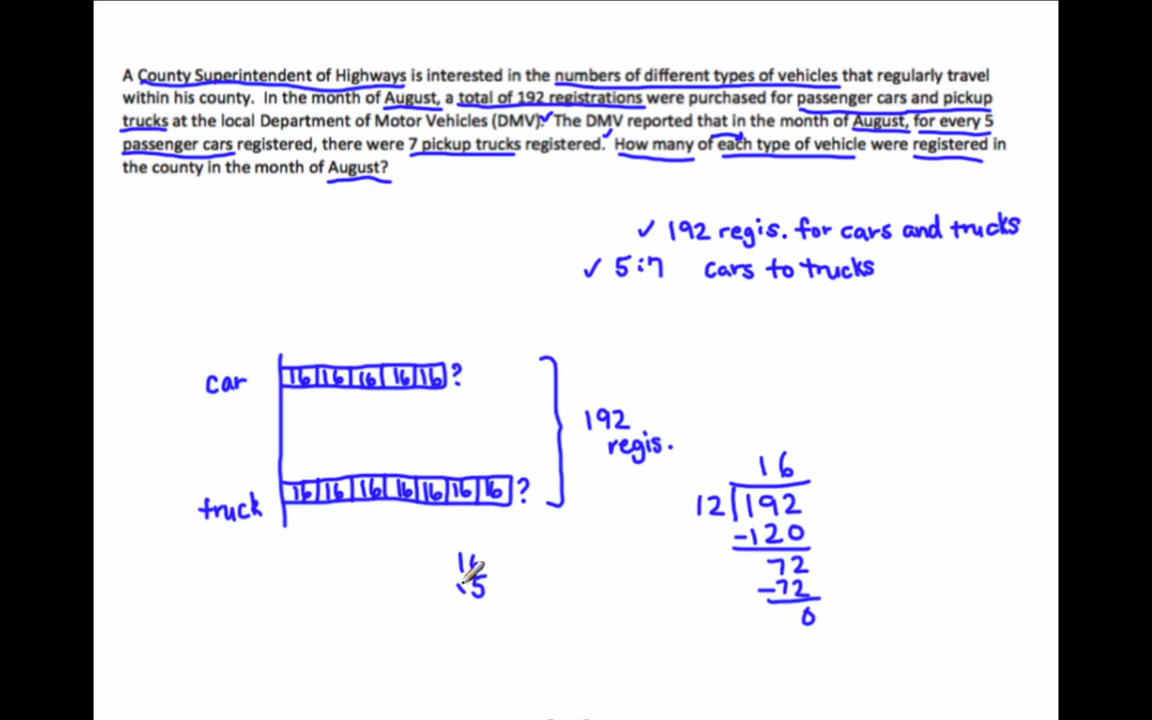 A County Superintendent of Highways is interested in the numbers of different types of vehicles that regularly travel
within his county. In the month of August, a total of 192 registrations were purchased for passenger cars and pickup
trucks at the local Department of Motor Vehicles (DMV). The DMV reported that in the month of August, for every 5
passenger cars registered, there were 7 pickup trucks registered. How many of each type of vehicle were registered in
the county in the month of August?
✓ 192 regis. for cars and trucks
✓ 5:7 cars to trucks
car 16 16 16 16 16 ?
192
regis.
truck 16 16 16 16 16 16 16 ?
16
12 192
-120
72
-72
0
5